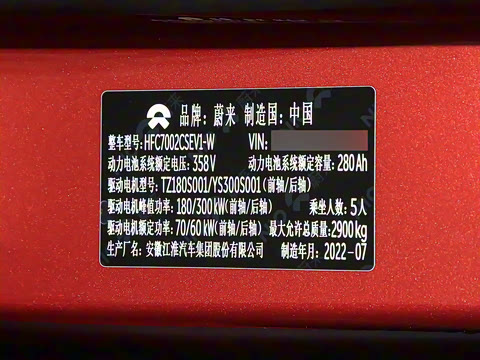 品牌:蔚来 制造国:中国
整车型号:HFC7002CSEV1-W VIN:
动力电池系统额定电压:358V 动力电池系统额定容量:280Ah
驱动电机型号:TZ180S001/YS300S001(前轴/后轴)
驱动电机峰值功率:180/300kW(前轴/后轴) 乘坐人数:5人
驱动电机额定功率:70/60kW(前轴/后轴) 最大允许总质量:2900kg
生产厂名:安徽江淮汽车集团股份有限公司 制造年月:2022-07